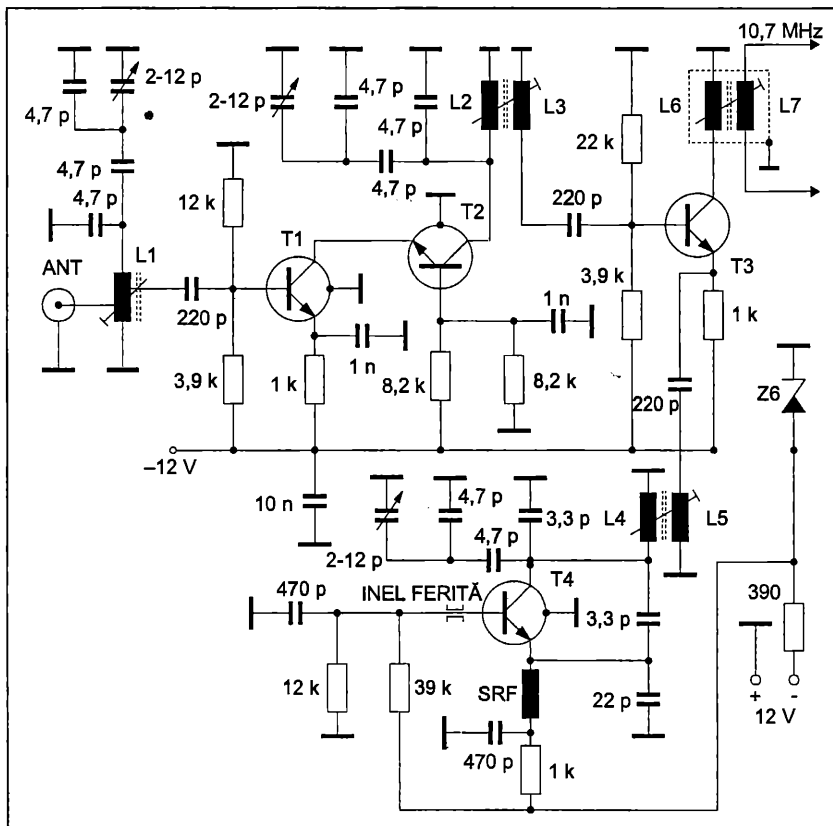 10,7 MHz
2-12 p
4,7 p
4,7 p
4,7 p
ANT
L1
220 p
12 k
3,9 k
T1
1 k
1 n
2-12 p
4,7 p
4,7 p
4,7 p
T2
8,2 k
8,2 k
1 n
L2
L3
220 p
22 k
3,9 k
L6
L7
T3
1 k
220 p
Z6
–12 V
10 n
2-12 p
4,7 p
4,7 p
3,3 p
L4
L5
T4
470 p
INEL FERITĂ
12 k
39 k
SRF
470 p
1 k
3,3 p
22 p
390
+
-
12 V